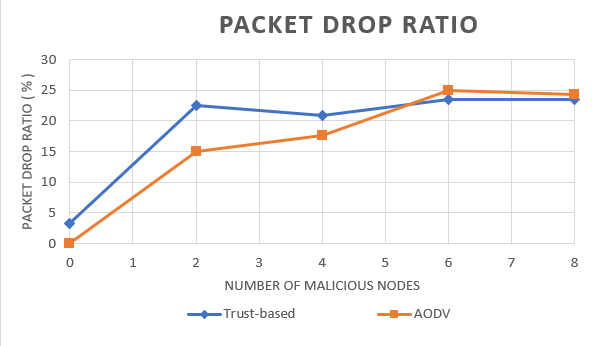 PACKET DROP RATIO
30
25
20
15
10
5
0
PACKET DROP RATIO ( % )
0 1 2 3 4 5 6 7 8
NUMBER OF MALICIOUS NODES
Trust-based AODV